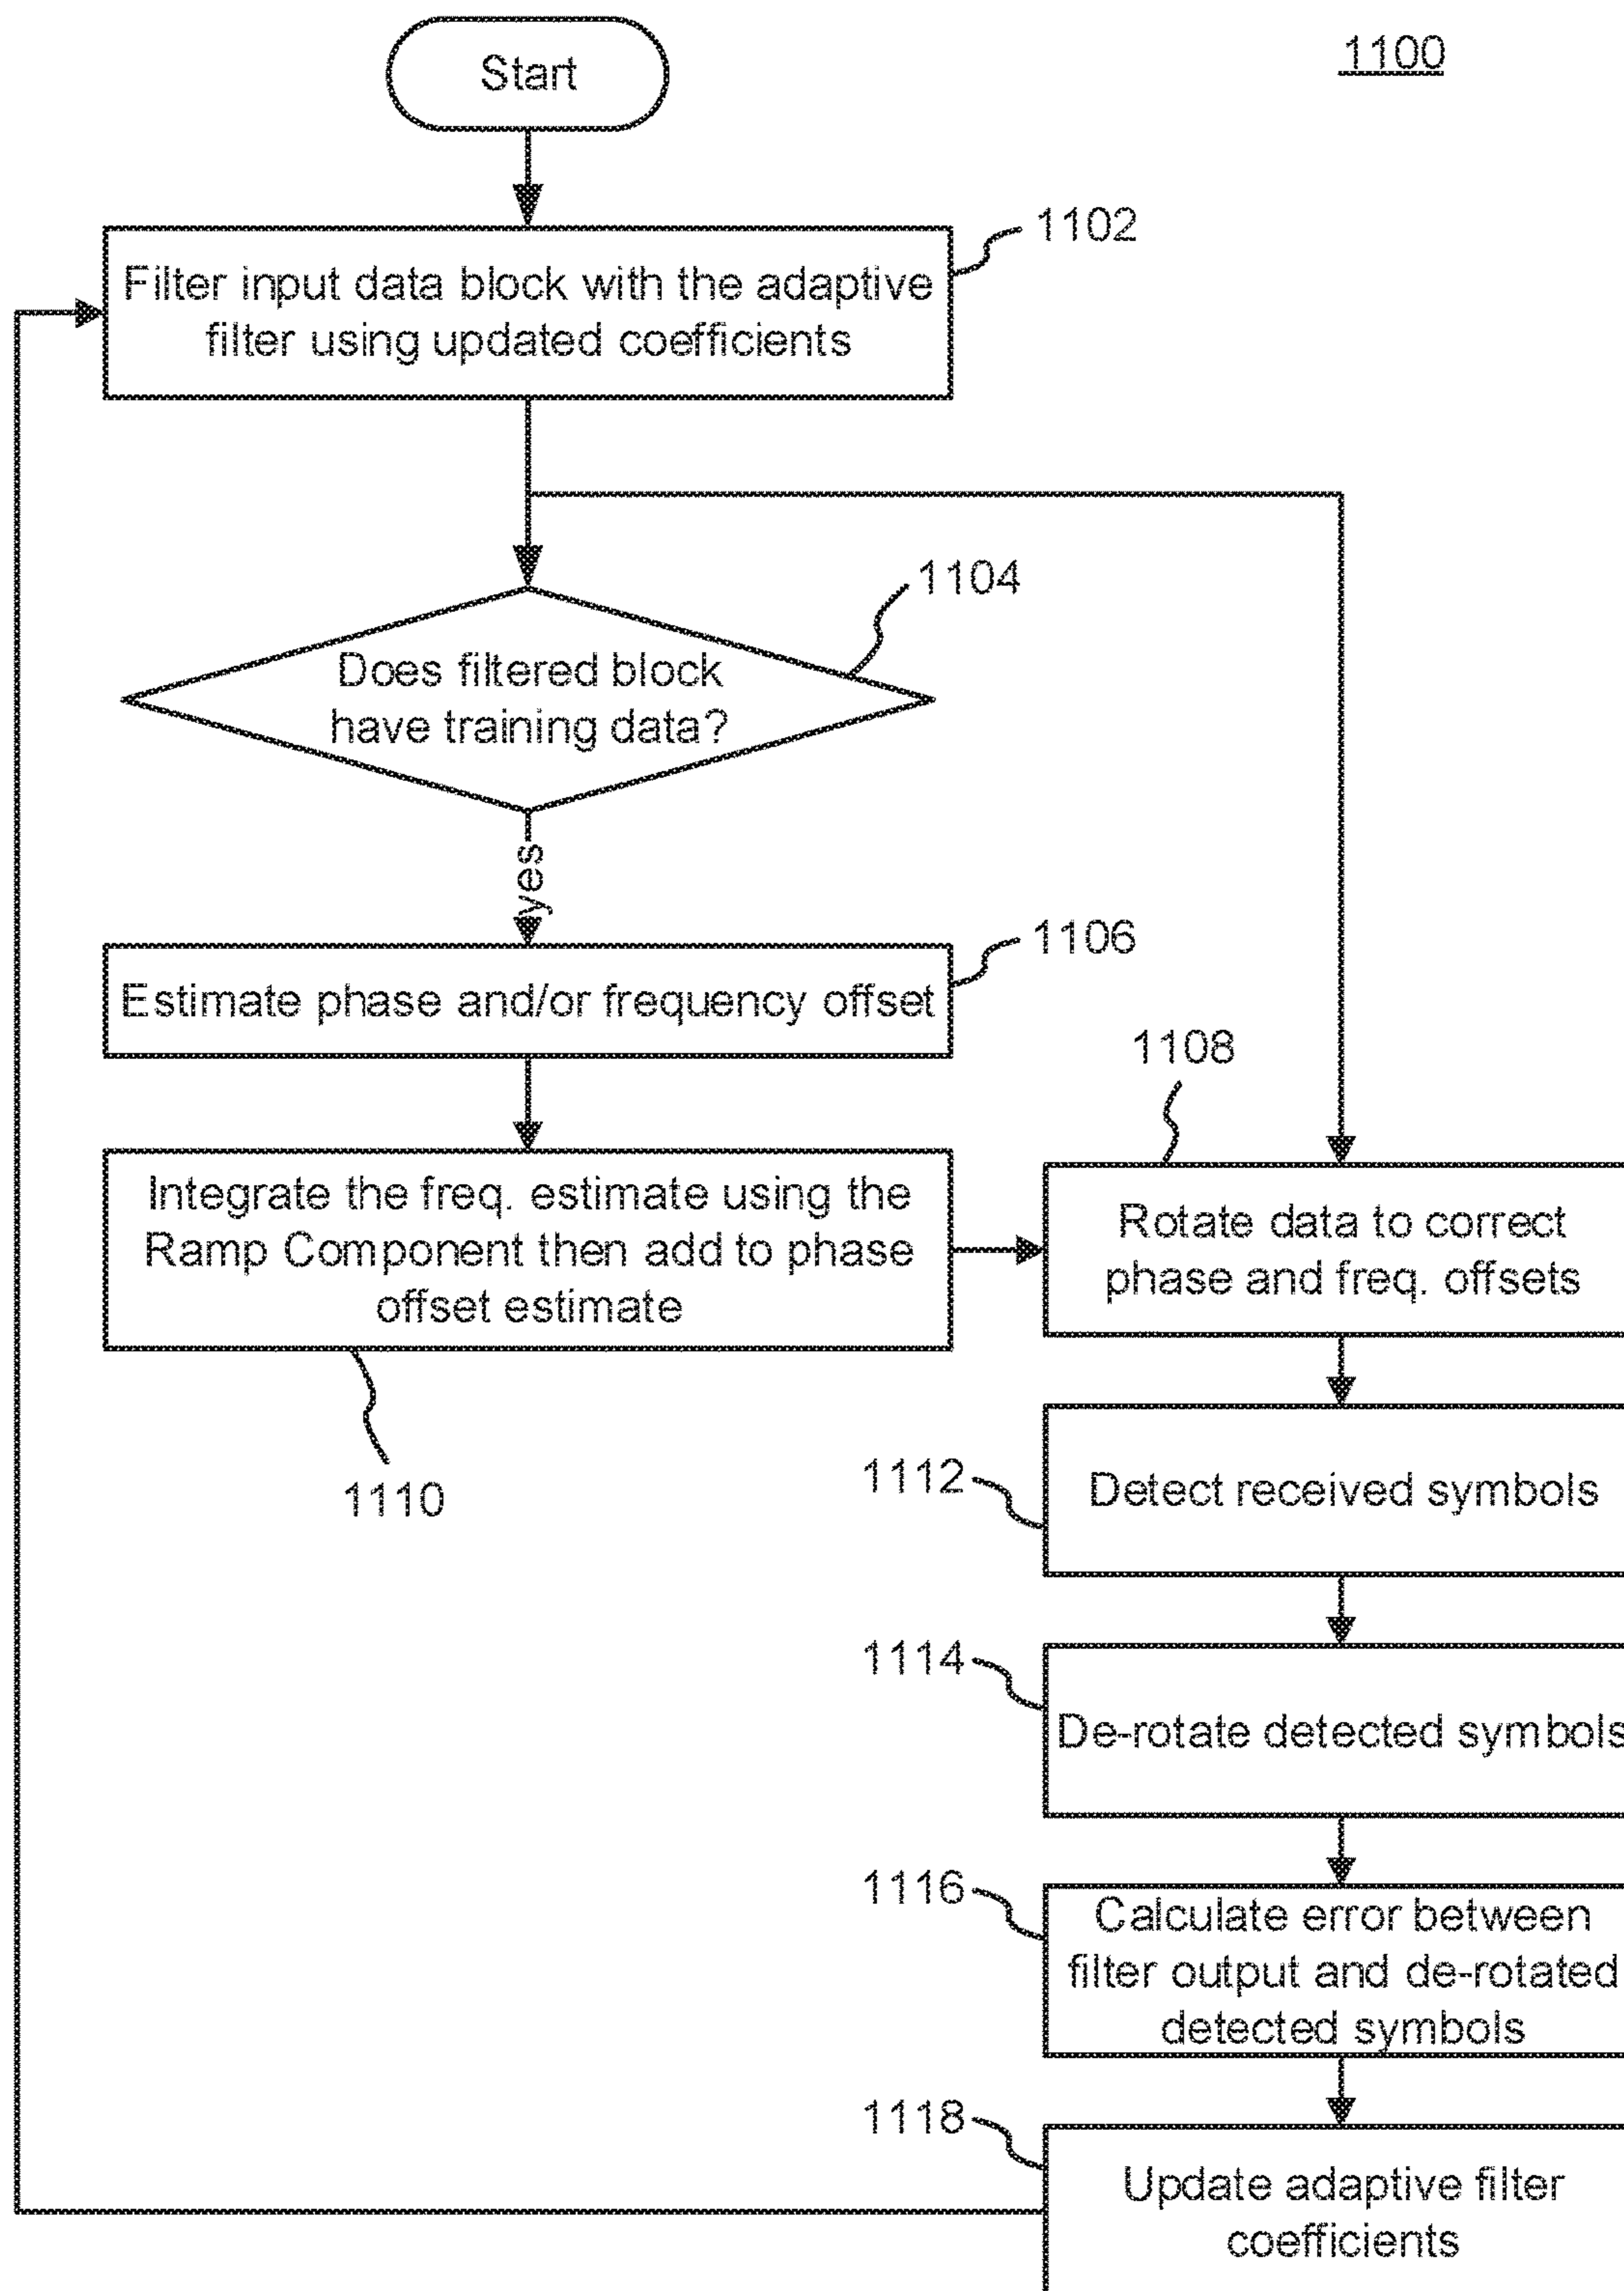 Start
1100
1102
Filter input data block with the adaptive
filter using updated coefficients
1104
Does filtered block
have training data?
yes
1106
Estimate phase and/or frequency offset
1108
Integrate the freq. estimate using the
Ramp Component then add to phase
offset estimate
1110
Rotate data to correct
phase and freq. offsets
1112
Detect received symbols
1114
De-rotate detected symbols
1116
Calculate error between
filter output and de-rotated
detected symbols
1118
Update adaptive filter
coefficients